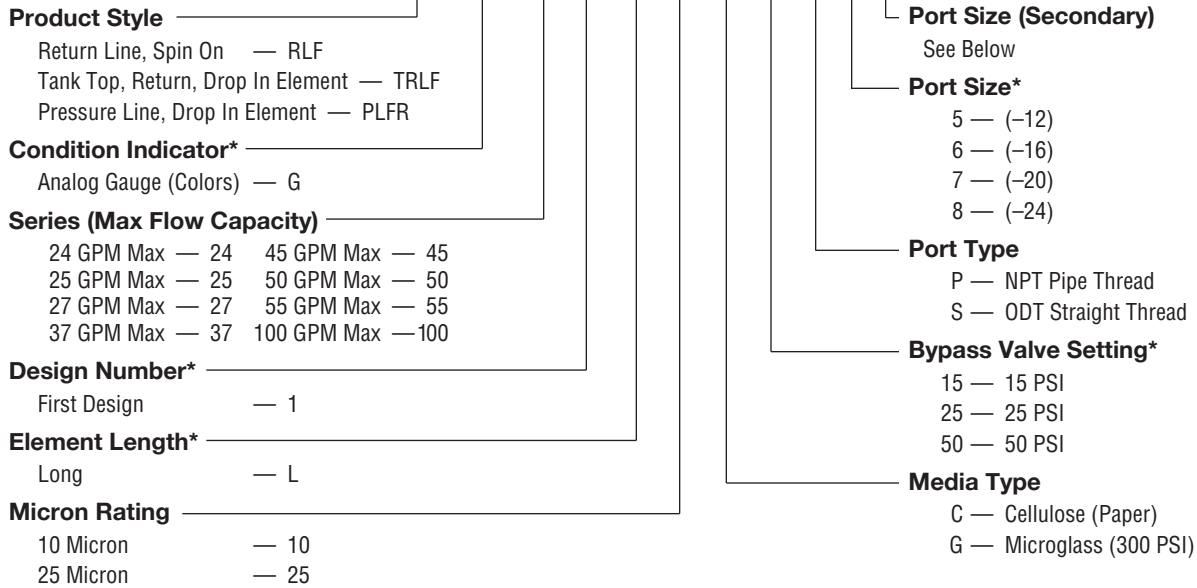 Product Style
Return Line, Spin On — RLF
Tank Top, Return, Drop In Element — TRLF
Pressure Line, Drop In Element — PLFR
Condition Indicator*
Analog Gauge (Colors) — G
Series (Max Flow Capacity)
24 GPM Max — 24 45 GPM Max — 45
25 GPM Max — 25 50 GPM Max — 50
27 GPM Max — 27 55 GPM Max — 55
37 GPM Max — 37 100 GPM Max —100
Design Number*
First Design — 1
Element Length*
Long — L
Micron Rating
10 Micron — 10
25 Micron — 25
Port Size (Secondary)
See Below
Port Size*
5 — (–12)
6 — (–16)
7 — (–20)
8 — (–24)
Port Type
P — NPT Pipe Thread
S — ODT Straight Thread
Bypass Valve Setting*
15 — 15 PSI
25 — 25 PSI
50 — 50 PSI
Media Type
C — Cellulose (Paper)
G — Microglass (300 PSI)